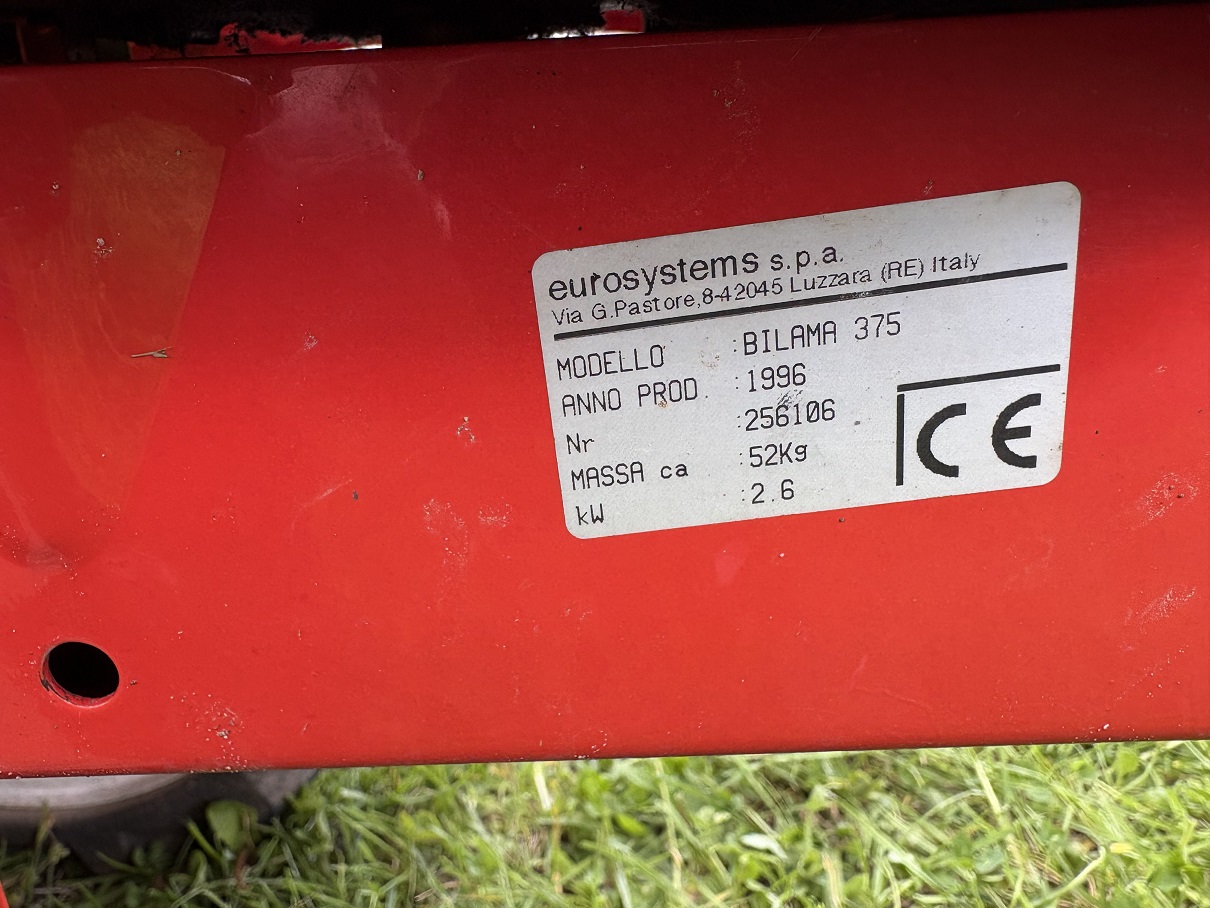 eurosystems s.p.a.
Via G.Pastore,8-42045 Luzzara (RE) Italy
MODELLO :BILAMA 375
ANNO PROD. :1996
Nr :256106
MASSA ca :52Kg
kW :2.6
CE